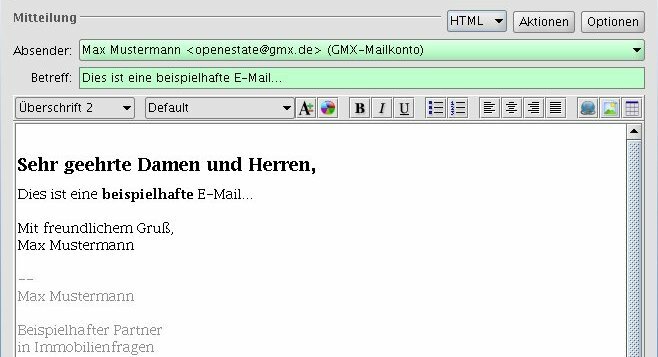 Mitteilung HTML Aktionen Optionen
Absender: Max Mustermann <openestate@gmx.de> (GMX-Mailkonto)
Betreff: Dies ist eine beispielhafte E-Mail...
Überschrift 2 Default A B I U
Sehr geehrte Damen und Herren,
Dies ist eine beispielhafte E-Mail...
Mit freundlichem Gruß,
Max Mustermann
--
Max Mustermann
Beispielhafter Partner
in Immobilienfragen